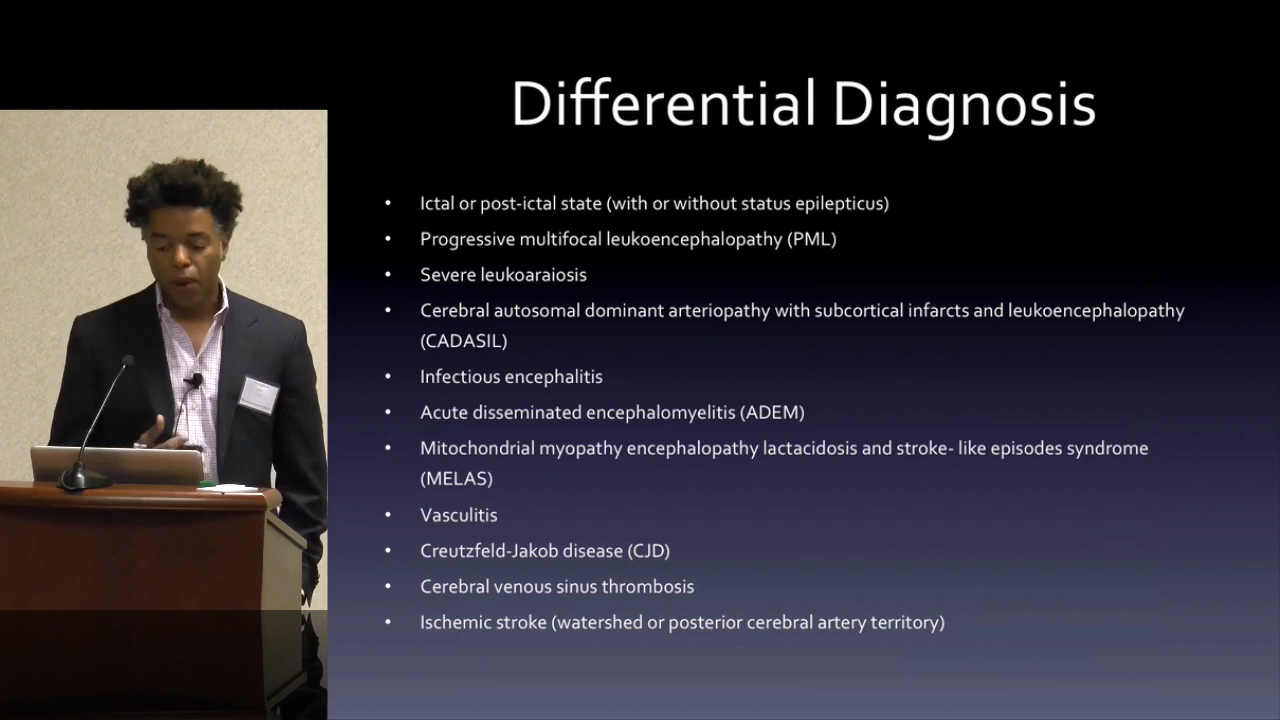 Differential Diagnosis
• Ictal or post-ictal state (with or without status epilepticus)
• Progressive multifocal leukoencephalopathy (PML)
• Severe leukoaraiosis
• Cerebral autosomal dominant arteriopathy with subcortical infarcts and leukoencephalopathy
(CADASIL)
• Infectious encephalitis
• Acute disseminated encephalomyelitis (ADEM)
• Mitochondrial myopathy encephalopathy lactacidosis and stroke- like episodes syndrome
(MELAS)
• Vasculitis
• Creutzfeld-Jakob disease (CJD)
• Cerebral venous sinus thrombosis
• Ischemic stroke (watershed or posterior cerebral artery territory)